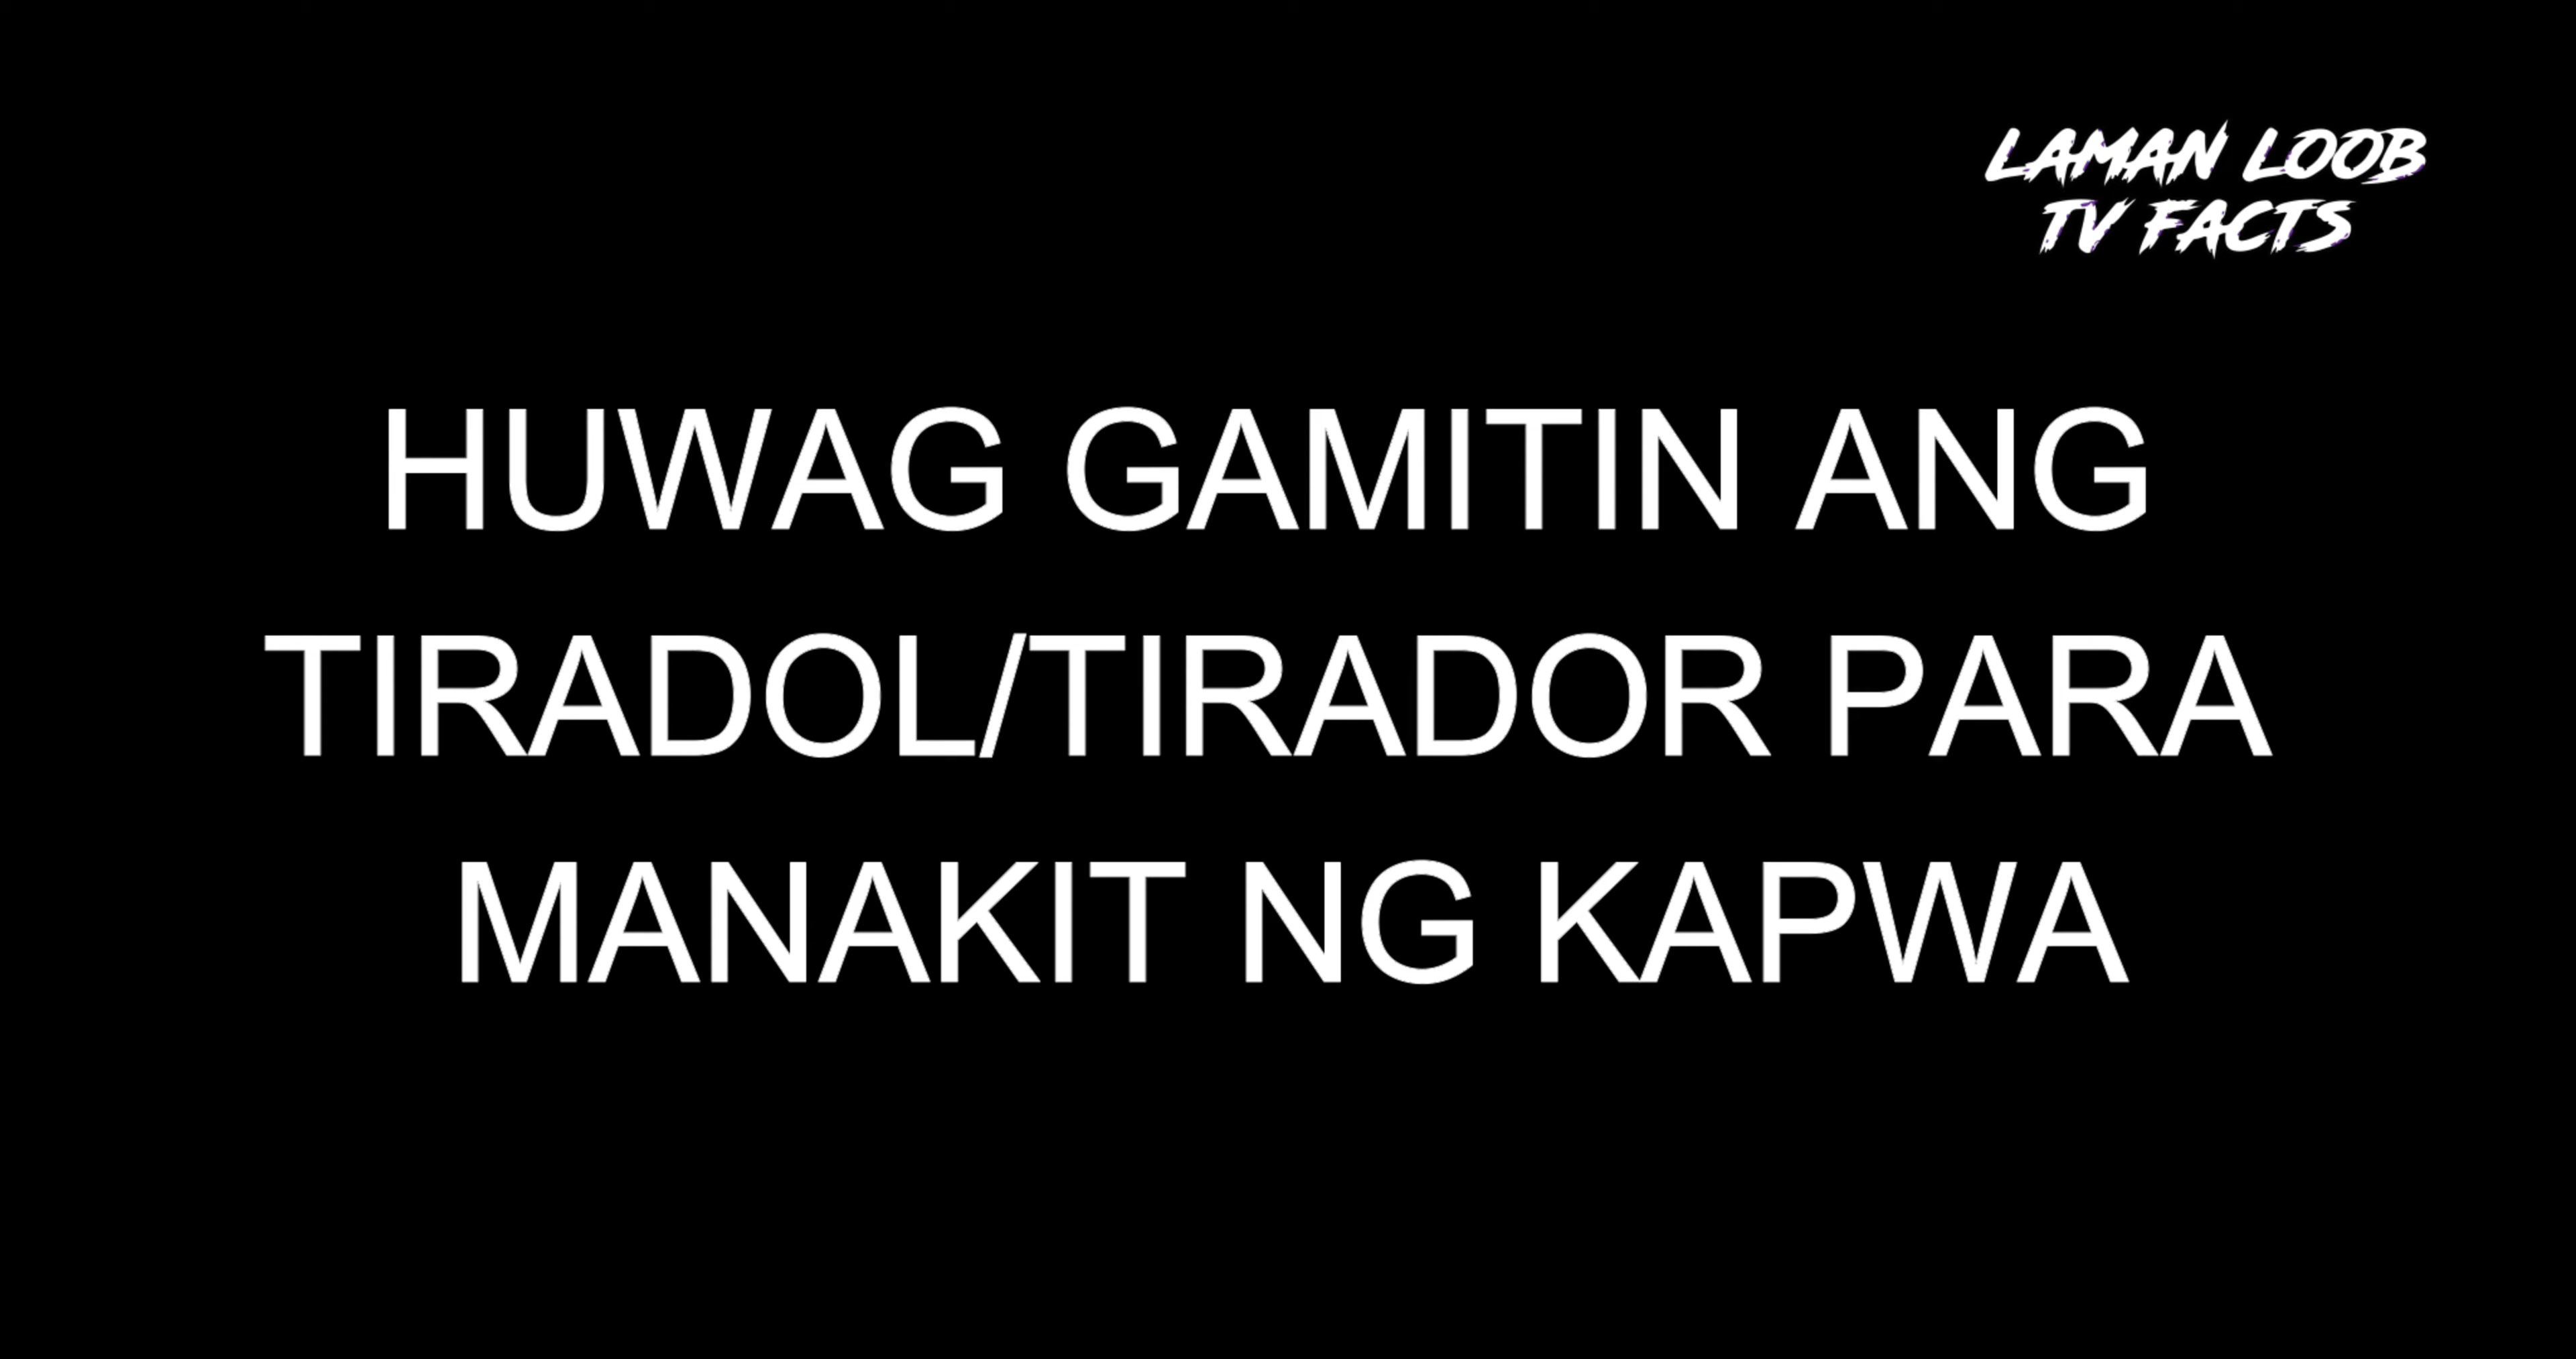 LAMAN LOOB
TV FACTS
HUWAG GAMITIN ANG
TIRADOL/TIRADOR PARA
MANAKIT NG KAPWA